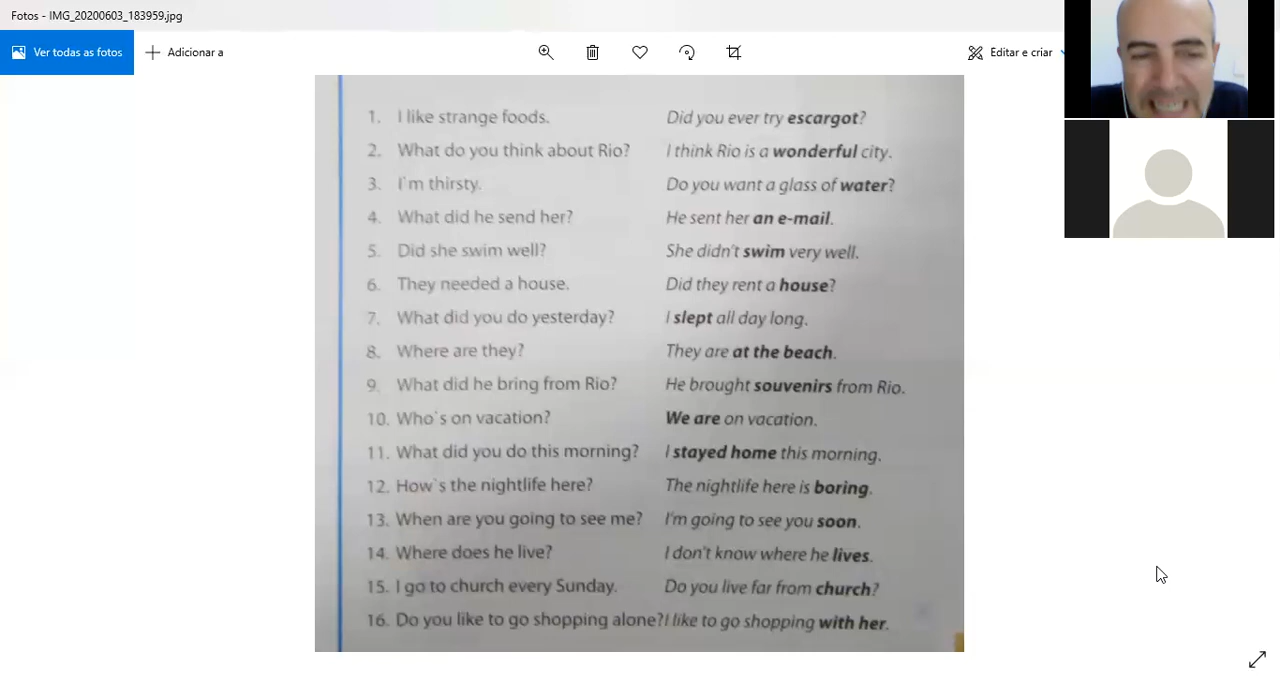 Fotos - IMG_20200603_183959.jpg
Ver todas as fotos Adicionar a Editar e criar
1. I like strange foods. Did you ever try escargot?
2. What do you think about Rio? I think Rio is a wonderful city.
3. I`m thirsty. Do you want a glass of water?
4. What did he send her? He sent her an e-mail.
5. Did she swim well? She didn't swim very well.
6. They needed a house. Did they rent a house?
7. What did you do yesterday? I slept all day long.
8. Where are they? They are at the beach.
9. What did he bring from Rio? He brought souvenirs from Rio.
10. Who`s on vacation? We are on vacation.
11. What did you do this morning? I stayed home this morning.
12. How`s the nightlife here? The nightlife here is boring.
13. When are you going to see me? I'm going to see you soon.
14. Where does he live? I don't know where he lives.
15. I go to church every Sunday. Do you live far from church?
16. Do you like to go shopping alone? I like to go shopping with her.